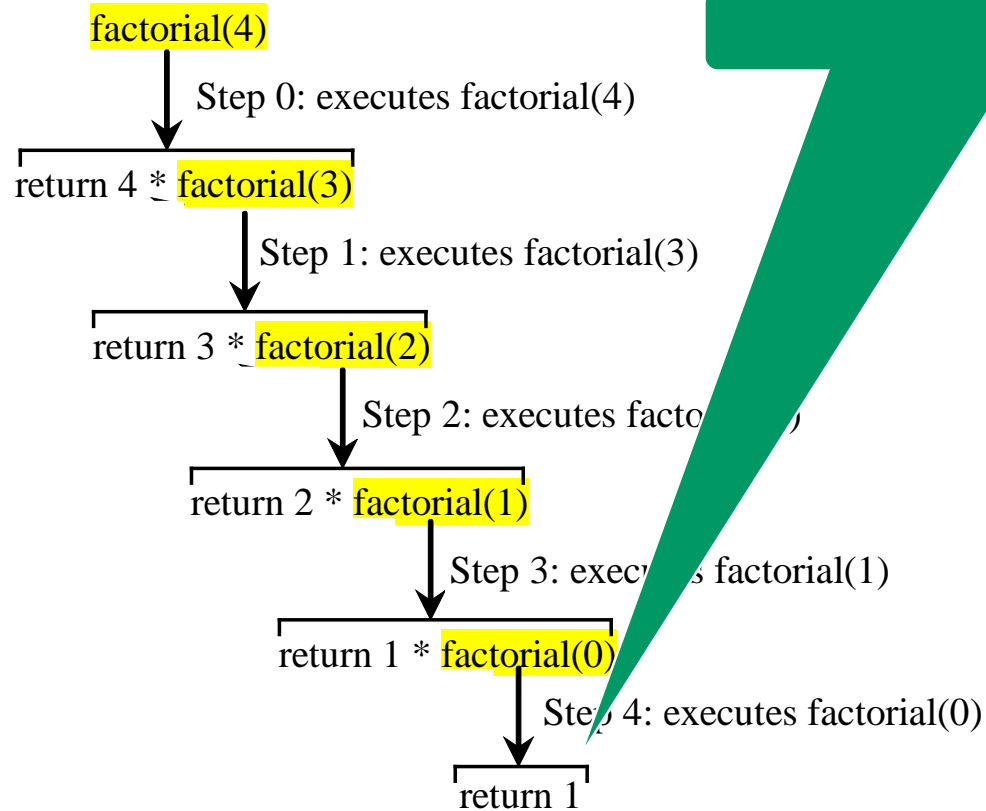 factorial(4)
Step 0: executes factorial(4)
return 4 * factorial(3)
Step 1: executes factorial(3)
return 3 * factorial(2)
Step 2: executes
return 2 * factorial(1)
Step 3: factorial(1)
return 1 * factorial(0)
Step 4: executes factorial(0)
return 1